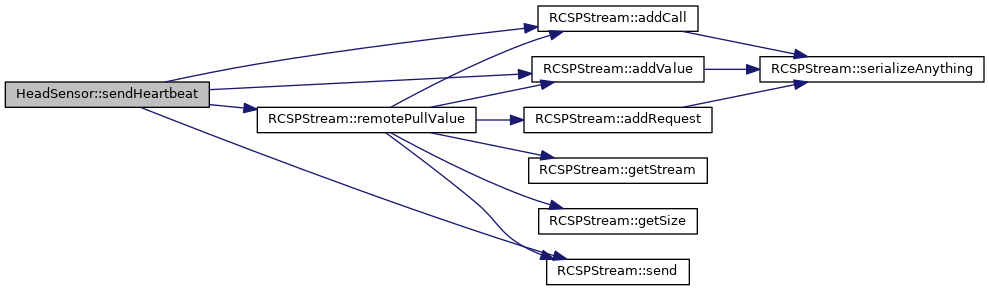 RCSPStream::addCall
RCSPStream::addValue
RCSPStream::serializeAnything
HeadSensor::sendHeartbeat
RCSPStream::remotePullValue
RCSPStream::addRequest
RCSPStream::getStream
RCSPStream::getSize
RCSPStream::send